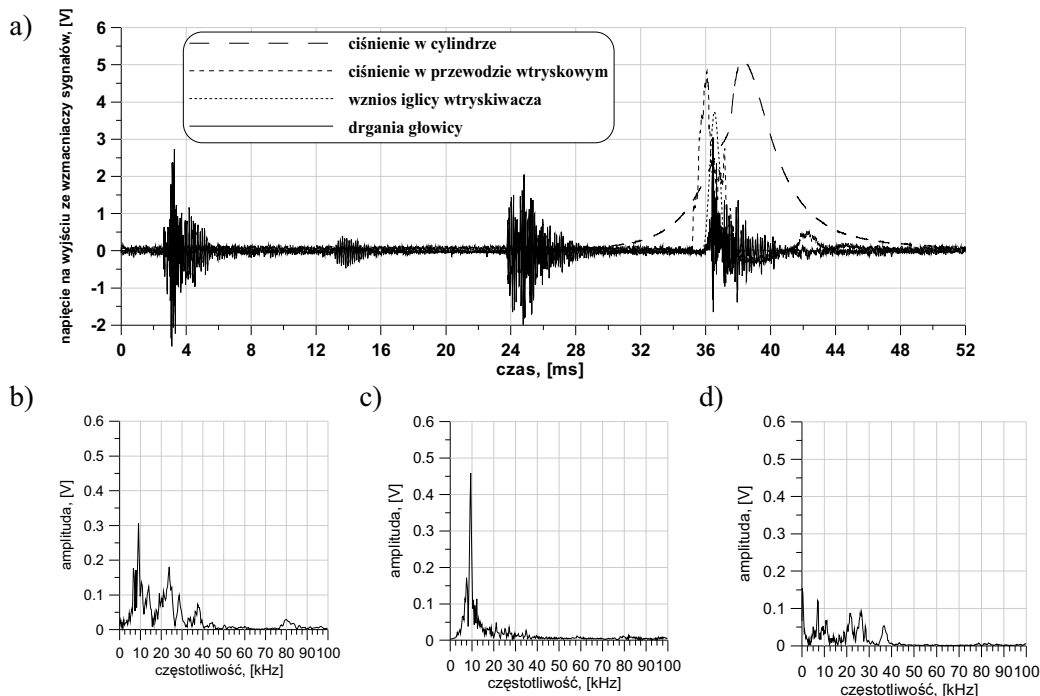 a)
napięcie na wyjściu ze wzmacniaczy sygnałów, [V]
6
5
4
3
2
1
0
-1
-2
ciśnienie w cylindrze
ciśnienie w przewodzie wtryskowym
wznios iglicy wtryskiwacza
drgania głowicy
0 4 8 12 16 20 24 28 32 36 40 44 48 52
czas, [ms]
b)
amplituda, [V]
0.6
0.5
0.4
0.3
0.2
0.1
0
0 10 20 30 40 50 60 70 80 90 100
częstotliwość, [kHz]
c)
amplituda, [V]
0.6
0.5
0.4
0.3
0.2
0.1
0
0 10 20 30 40 50 60 70 80 90 100
częstotliwość, [kHz]
d)
amplituda, [V]
0.6
0.5
0.4
0.3
0.2
0.1
0
0 10 20 30 40 50 60 70 80 90 100
częstotliwość, [kHz]